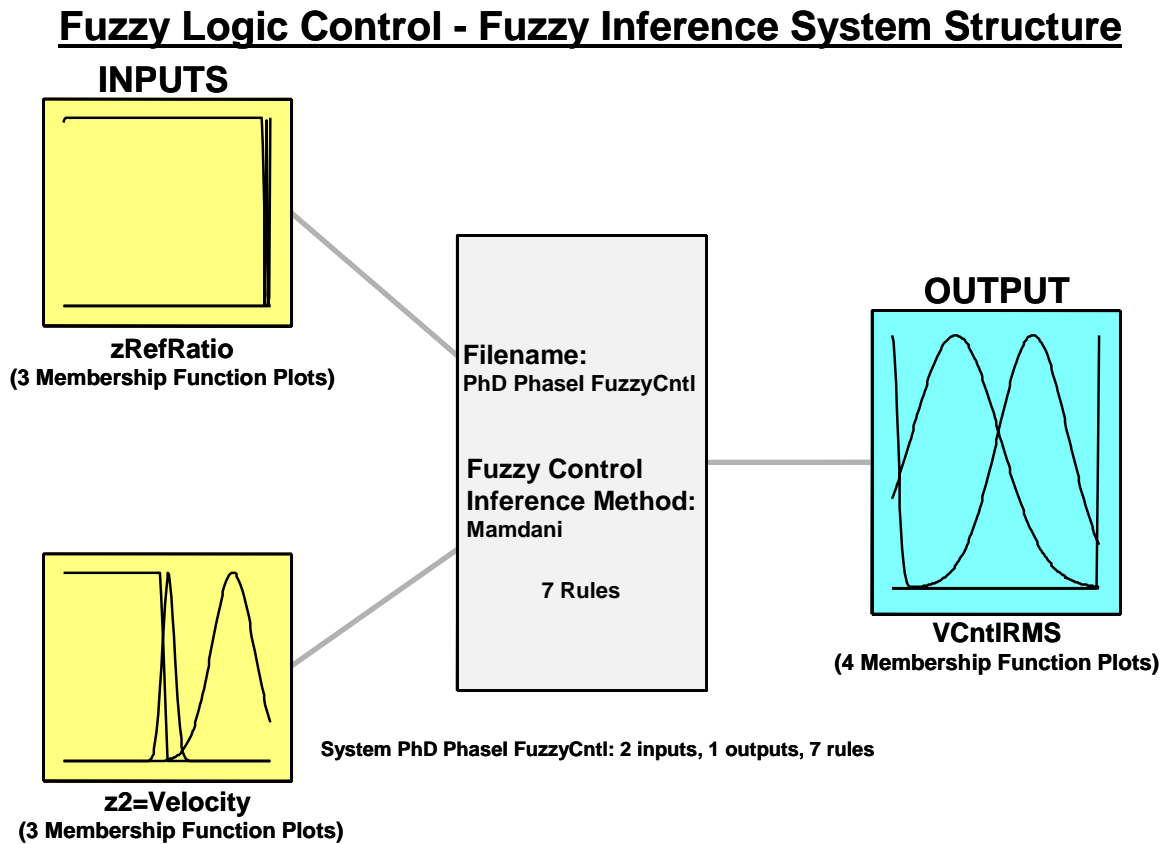 Fuzzy Logic Control - Fuzzy Inference System Structure
INPUTS
zRefRatio
(3 Membership Function Plots)
Filename:
PhD PhaseI FuzzyCntl
Fuzzy Control
Inference Method:
Mamdani
7 Rules
OUTPUT
VCntlRMS
(4 Membership Function Plots)
System PhD PhaseI FuzzyCntl: 2 inputs, 1 outputs, 7 rules
z2=Velocity
(3 Membership Function Plots)